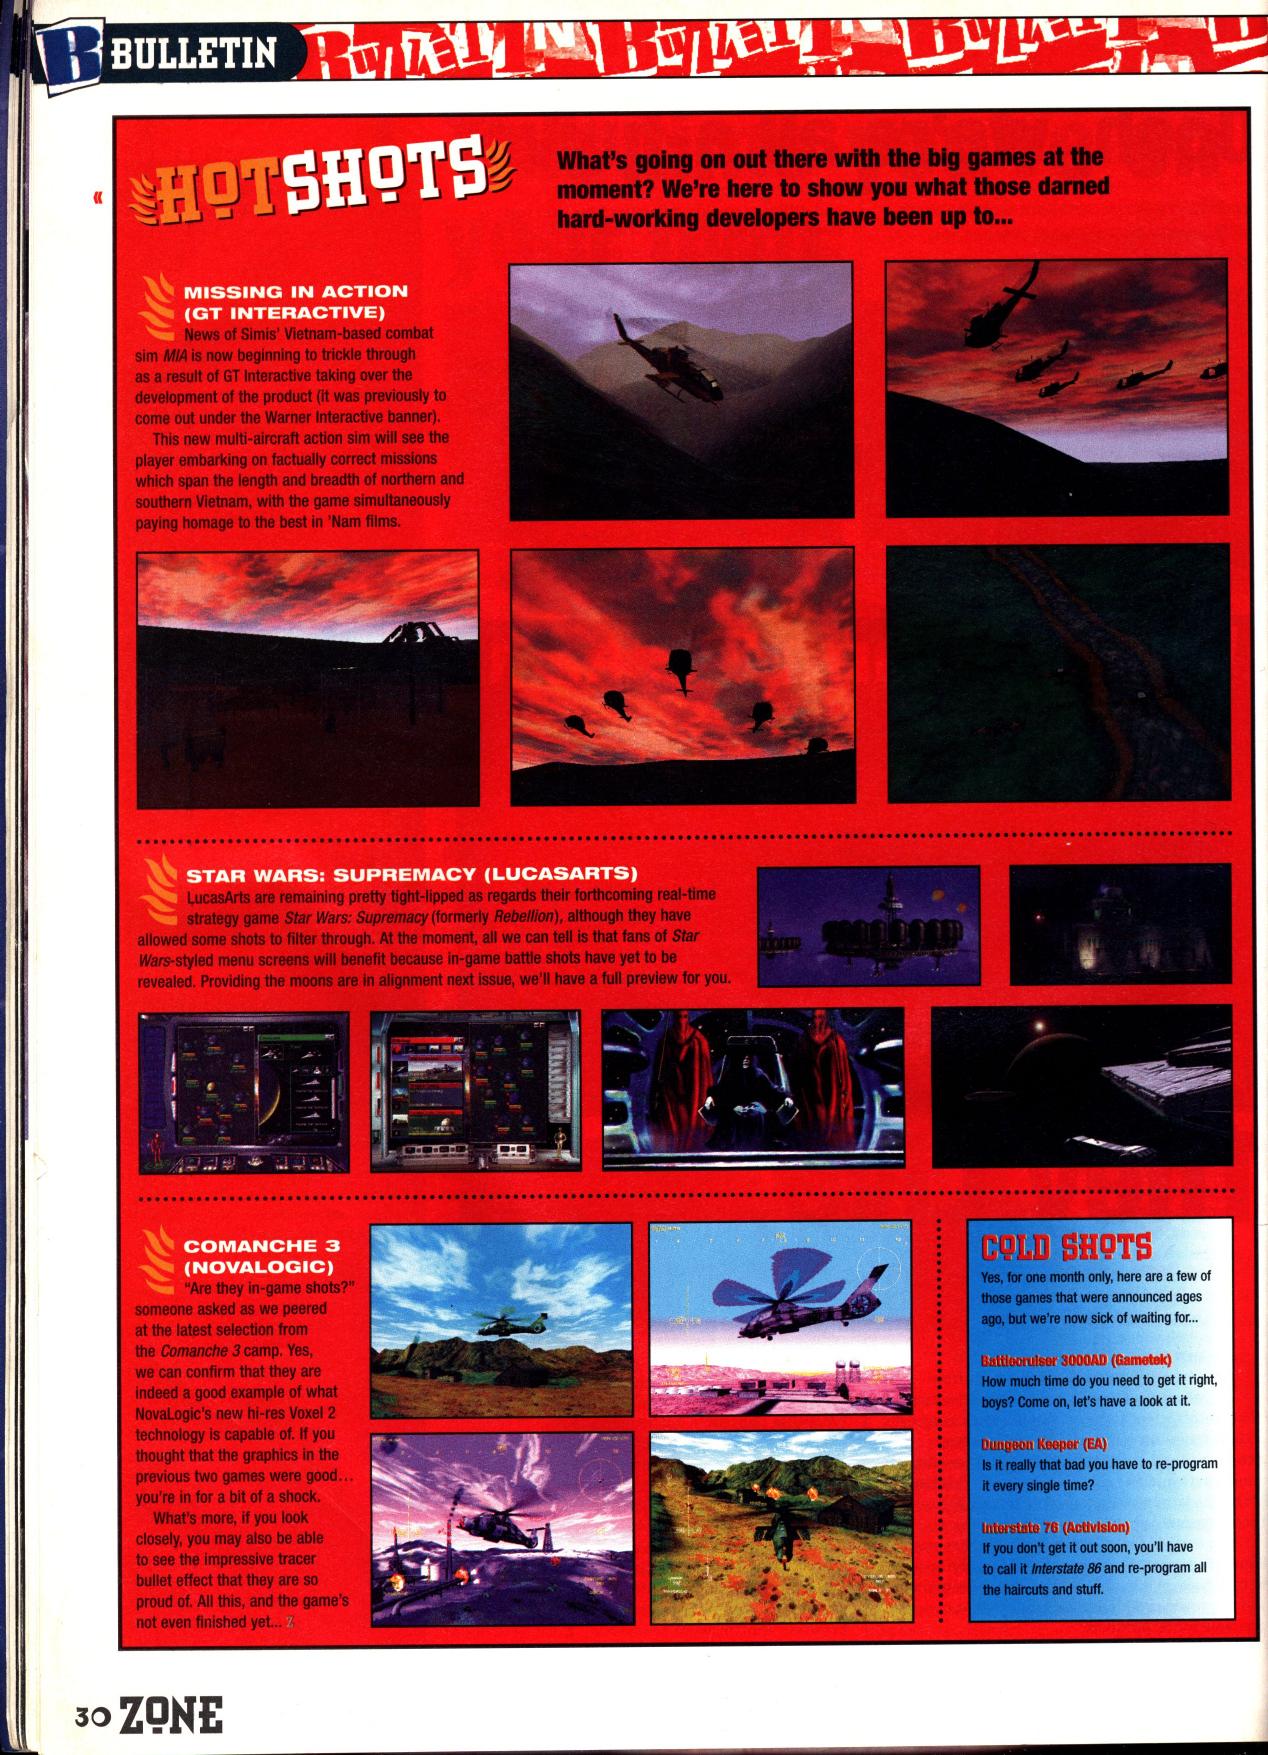 B BULLETIN
«
HOTSHOTS
What's going on out there with the big games at the
moment? We're here to show you what those darned
hard-working developers have been up to...
MISSING IN ACTION
(GT INTERACTIVE)
News of Simis' Vietnam-based combat
sim MIA is now beginning to trickle through
as a result of GT Interactive taking over the
development of the product (it was previously to
come out under the Warner Interactive banner).
This new multi-aircraft action sim will see the
player embarking on factually correct missions
which span the length and breadth of northern and
southern Vietnam, with the game simultaneously
paying homage to the best in 'Nam films.
STAR WARS: SUPREMACY (LUCASARTS)
LucasArts are remaining pretty tight-lipped as regards their forthcoming real-time
strategy game Star Wars: Supremacy (formerly Rebellion), although they have
allowed some shots to filter through. At the moment, all we can tell is that fans of Star
Wars-styled menu screens will benefit because in-game battle shots have yet to be
revealed. Providing the moons are in alignment next issue, we'll have a full preview for you.
COMANCHE 3
(NOVALOGIC)
"Are they in-game shots?"
someone asked as we peered
at the latest selection from
the Comanche 3 camp. Yes,
we can confirm that they are
indeed a good example of what
NovaLogic's new hi-res Voxel 2
technology is capable of. If you
thought that the graphics in the
previous two games were good...
you're in for a bit of a shock.
What's more, if you look
closely, you may also be able
to see the impressive tracer
bullet effect that they are so
proud of. All this, and the game's
not even finished yet... Z
COLD SHOTS
Yes, for one month only, here are a few of
those games that were announced ages
ago, but we're now sick of waiting for...
Battlecruiser 3000AD (Gametek)
How much time do you need to get it right,
boys? Come on, let's have a look at it.
Dungeon Keeper (EA)
Is it really that bad you have to re-program
it every single time?
Interstate 76 (Activision)
If you don't get it out soon, you'll have
to call it Interstate 86 and re-program all
the haircuts and stuff.
30 ZONE